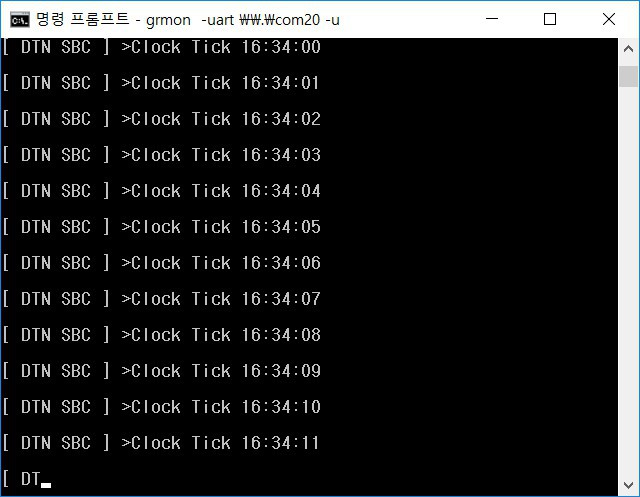 명령 프롬프트 - grmon  -uart ₩₩.₩com20 -u
[ DTN SBC ] >Clock Tick 16:34:00
[ DTN SBC ] >Clock Tick 16:34:01
[ DTN SBC ] >Clock Tick 16:34:02
[ DTN SBC ] >Clock Tick 16:34:03
[ DTN SBC ] >Clock Tick 16:34:04
[ DTN SBC ] >Clock Tick 16:34:05
[ DTN SBC ] >Clock Tick 16:34:06
[ DTN SBC ] >Clock Tick 16:34:07
[ DTN SBC ] >Clock Tick 16:34:08
[ DTN SBC ] >Clock Tick 16:34:09
[ DTN SBC ] >Clock Tick 16:34:10
[ DTN SBC ] >Clock Tick 16:34:11
[ DT